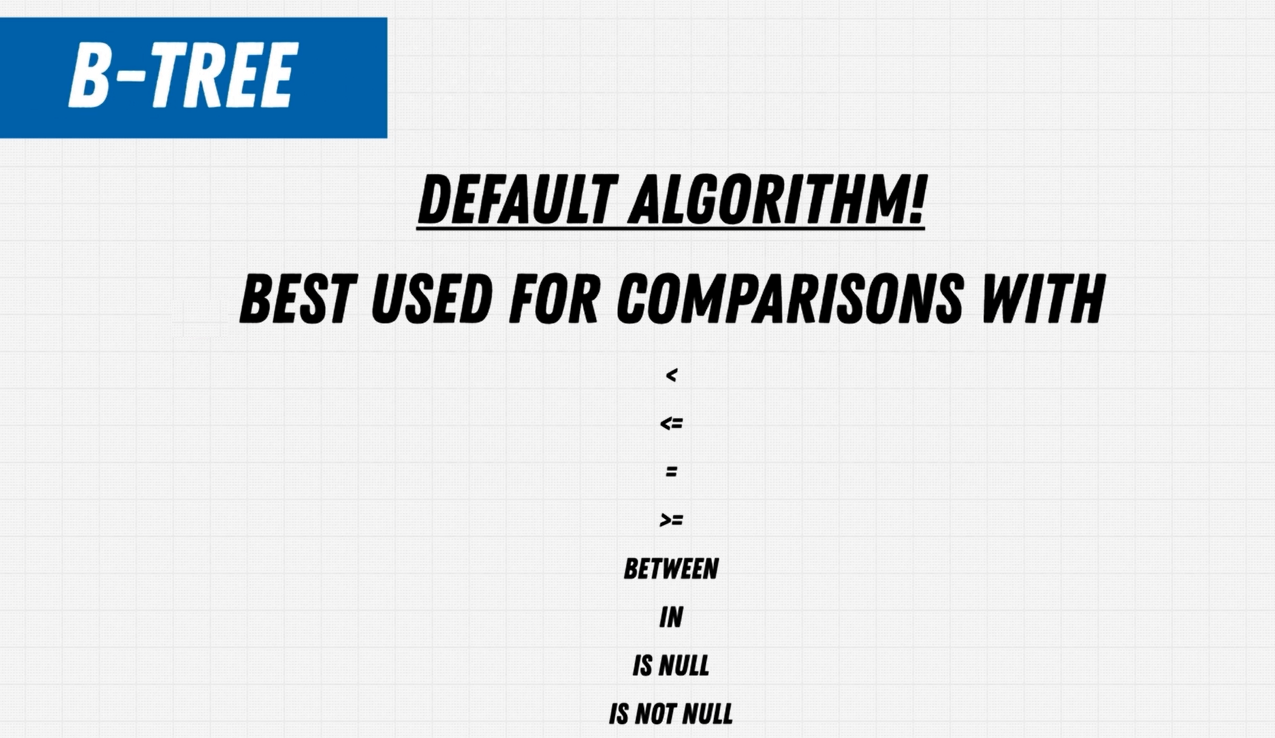 B-TREE
DEFAULT ALGORITHM!
BEST USED FOR COMPARISONS WITH
<
<=
=
>=
BETWEEN
IN
IS NULL
IS NOT NULL